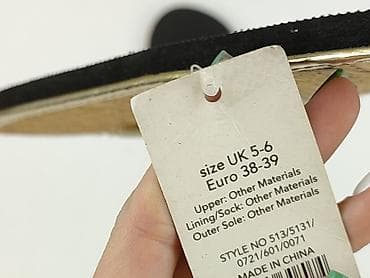 size UK 5-6
Euro 38-39
Upper: Other Materials
Lining/Sock: Other Materials
Outer Sole: Other Materials
STYLE NO 513/5131/
0721/601/0071
MADE IN CHINA